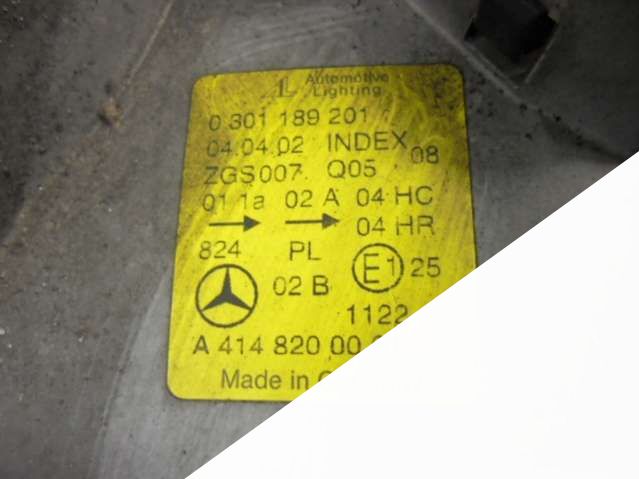 Automotive
Lighting
0 301 189 201
04.04.02 INDEX 08
ZGS007 Q05
01 1a 02 A 04 HC
04 HR
824 PL
02 B E1 25
1122
A 414 820 00
Made in